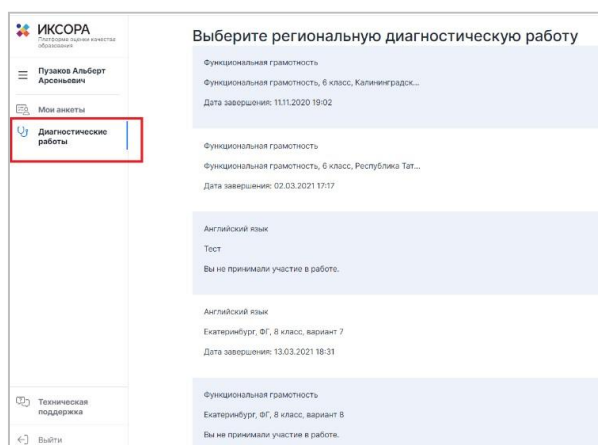 ИКСОРА
Платформа оценки качества
образования
Пузаков Альберт
Арсеньевич
Мои анкеты
Диагностические
работы
Техническая
поддержка
Выйти
Выберите региональную диагностическую работу
Функциональная грамотность
Функциональная грамотность, 6 класс, Калининградск...
Дата завершения: 11.11.2020 19:02
Функциональная грамотность
Функциональная грамотность, 6 класс, Республика Тат...
Дата завершения: 02.03.2021 17:17
Английский язык
Тест
Вы не принимали участие в работе.
Английский язык
Екатеринбург, ФГ, 8 класс, вариант 7
Дата завершения: 13.03.2021 18:31
Функциональная грамотность
Екатеринбург, ФГ, 8 класс, вариант 8
Вы не принимали участие в работе.